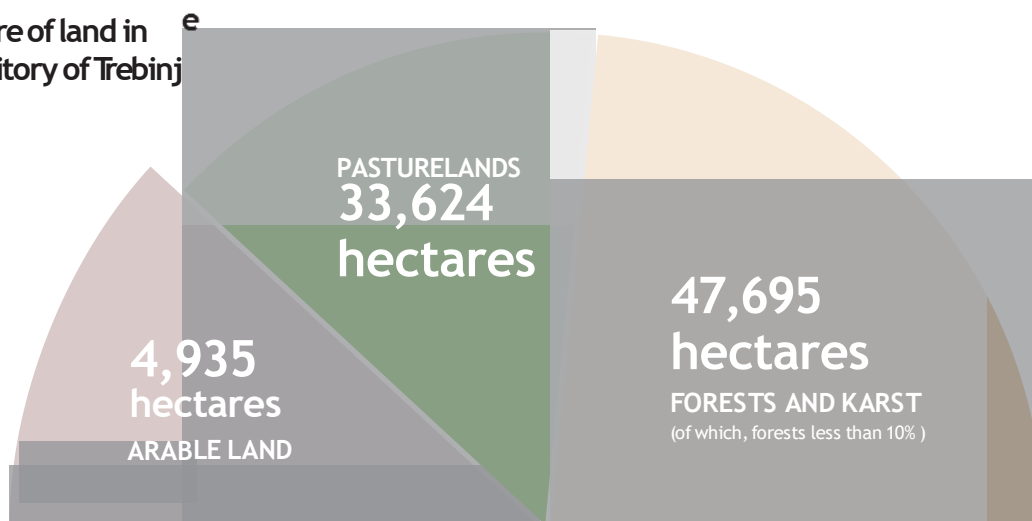 re of land in
e
itory of Trebinj
PASTURELANDS
33,624
hectares
47,695
hectares
FORESTS AND KARST
(of which, forests less than 10% )
4,935
hectares
ARABLE LAND